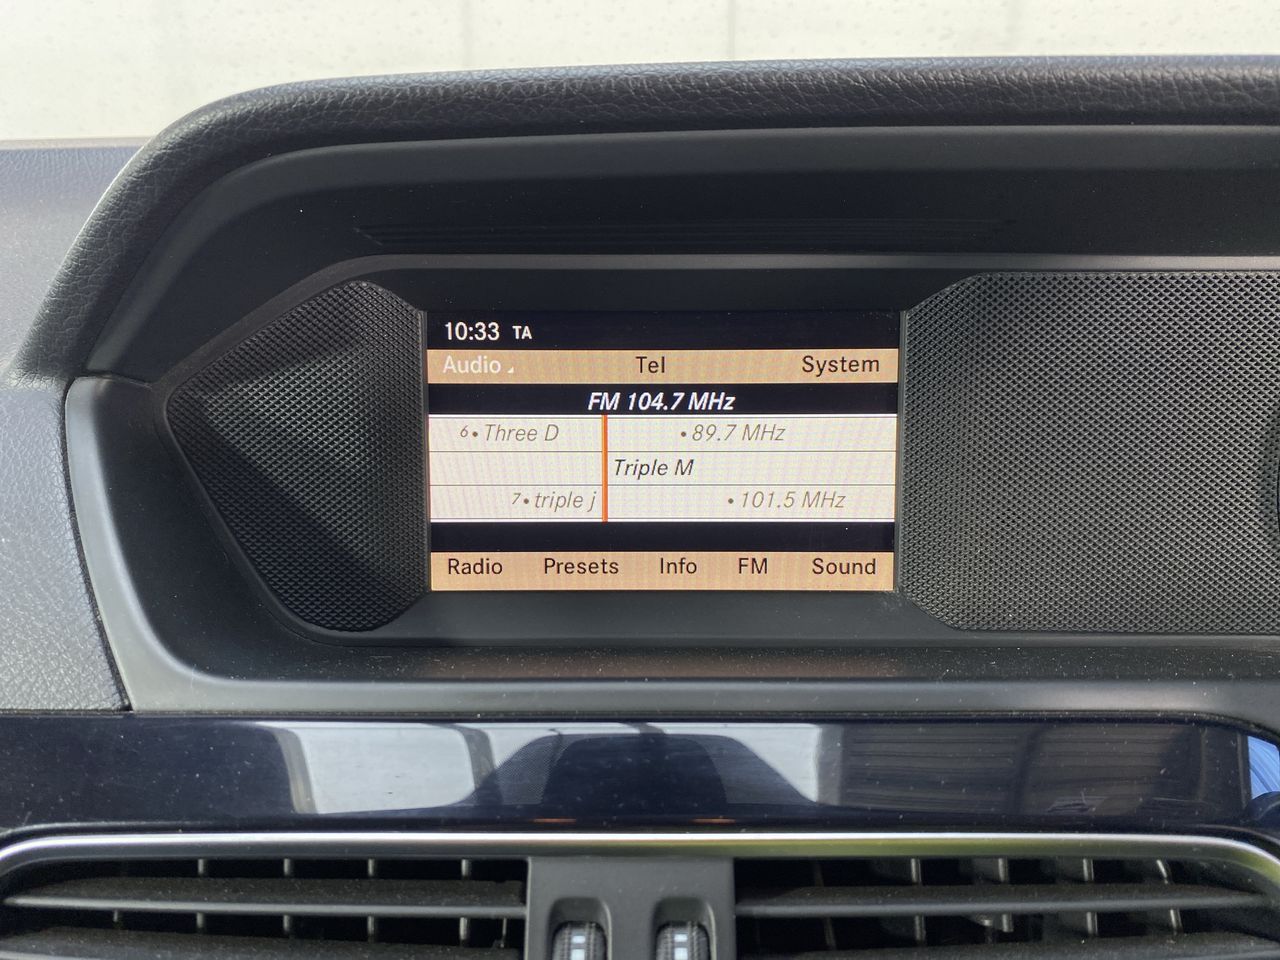 10:33 TA
Audio Tel System
FM 104.7 MHz
6•Three D •89.7 MHz
Triple M
7•triple j •101.5 MHz
Radio Presets Info FM Sound